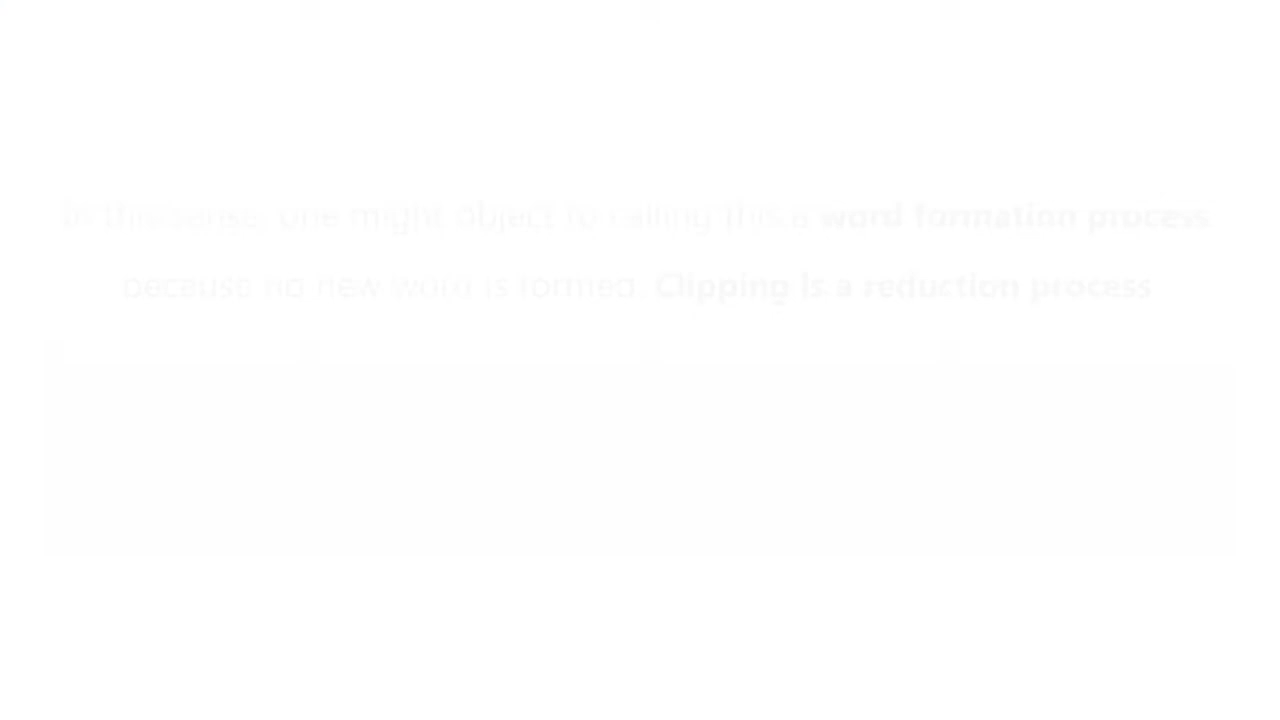 In this sense, one might object to calling this a word formation process
because no new word is formed. Clipping is a reduction process